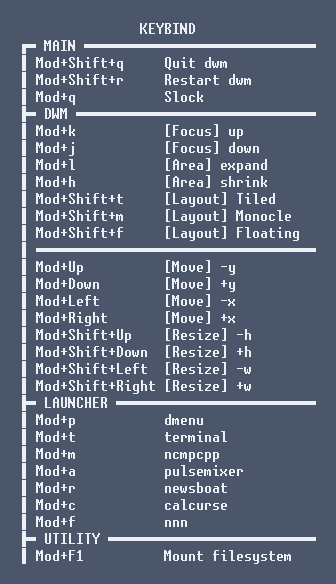 KEYBIND
MAIN
Mod+Shift+q Quit dwm
Mod+Shift+r Restart dwm
Mod+q Slock
DWM
Mod+k [Focus] up
Mod+j [Focus] down
Mod+l [Area] expand
Mod+h [Area] shrink
Mod+Shift+t [Layout] Tiled
Mod+Shift+m [Layout] Monocle
Mod+Shift+f [Layout] Floating
Mod+Up [Move] -y
Mod+Down [Move] +y
Mod+Left [Move] -x
Mod+Right [Move] +x
Mod+Shift+Up [Resize] -h
Mod+Shift+Down [Resize] +h
Mod+Shift+Left [Resize] -w
Mod+Shift+Right [Resize] +w
LAUNCHER
Mod+p dmenu
Mod+t terminal
Mod+m ncmpcpp
Mod+a pulsemixer
Mod+r newsboat
Mod+c calcurse
Mod+f nnn
UTILITY
Mod+F1 Mount filesystem